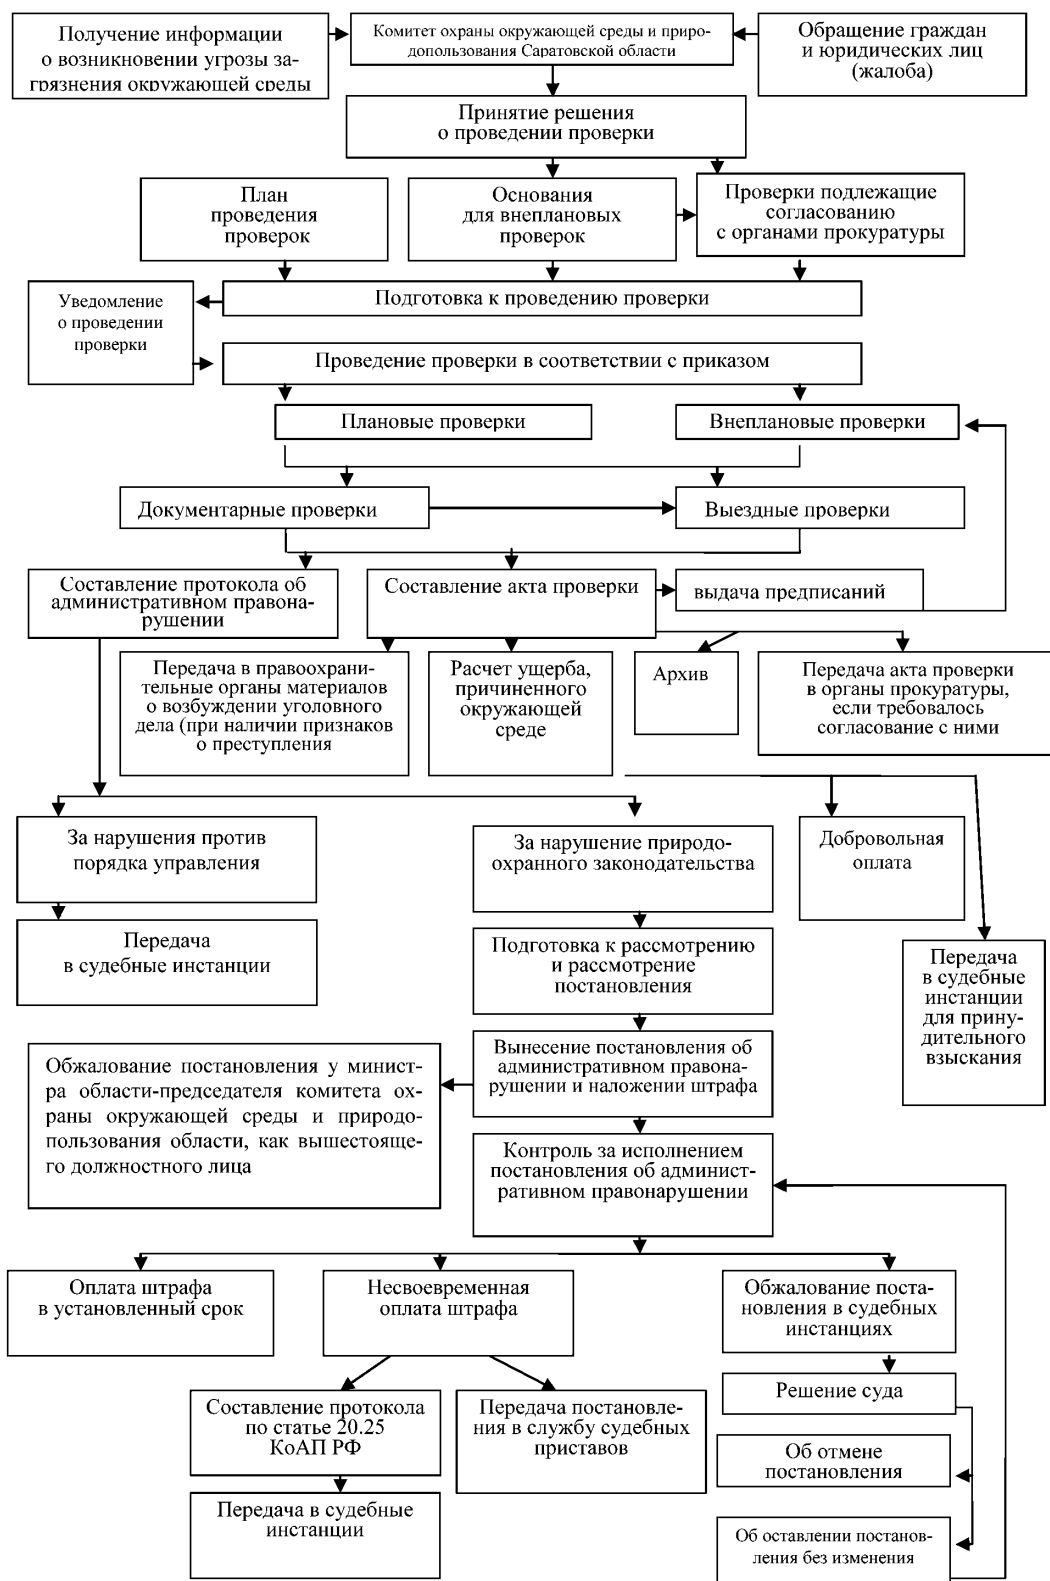 Получение информации
о возникновении угрозы за-
грязнения окружающей среды
Комитет охраны окружающей среды и приро-
допользования Саратовской области
Обращение граждан
и юридических лиц
(жалоба)
Принятие решения
о проведении проверки
План
проведения
проверок
Основания
для внеплановых
проверок
Проверки подлежащие
согласованию
с органами прокуратуры
Подготовка к проведению проверки
Уведомление
о проведении
проверки
Проведение проверки в соответствии с приказом
Плановые проверки
Внеплановые проверки
Документарные проверки
Выездные проверки
Составление протокола об
административном правона-
рушении
Составление акта проверки
выдача предписаний
Передача в правоохрани-
тельные органы материалов
о возбуждении уголовного
дела (при наличии признаков
о преступления
Расчет ущерба,
причиненного
окружающей
среде
Архив
Передача акта проверки
в органы прокуратуры,
если требовалось
согласование с ними
За нарушения против
порядка управления
За нарушение природо-
охранного законодательства
Добровольная
оплата
Передача
в судебные инстанции
Подготовка к рассмотрению
и рассмотрение
постановления
Передача
в судебные
инстанции
для прину-
дительного
взыскания
Вынесение постановления об
административном правона-
рушении и наложении штрафа
Обжалование постановления у минист-
ра области-председателя комитета ох-
раны окружающей среды и природо-
пользования области, как вышестояще-
го должностного лица
Контроль за исполнением
постановления об админист-
ративном правонарушении
Оплата штрафа
в установленный срок
Несвоевременная
оплата штрафа
Обжалование поста-
новления в судебных
инстанциях
Решение суда
Составление протокола
по статье 20.25
КоАП РФ
Передача постановле-
ния в службу судебных
приставов
Об отмене
постановления
Передача в судебные
инстанции
Об оставлении постанов-
ления без изменения